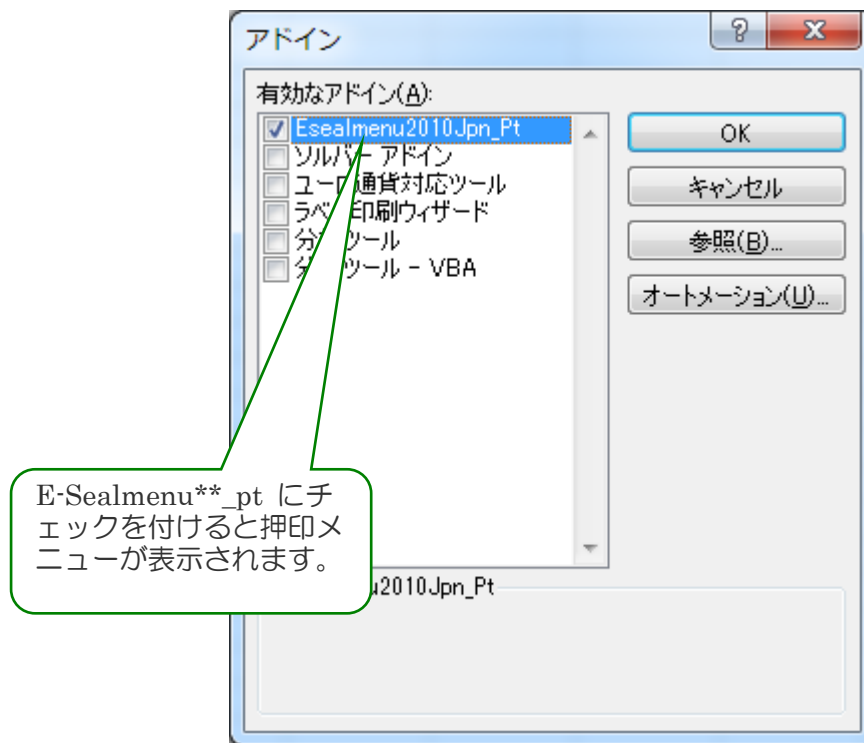 アドイン
有効なアドイン(A):
Esealmenu2010Jpn_Pt
ソルバー アドイン
ユーロ通貨対応ツール
ラベ 印刷ウィザード
分 ツール
分 ツール - VBA
OK
キャンセル
参照(B)...
オートメーション(U)...
E-Sealmenu**_pt にチ
ェックを付けると押印メ
ニューが表示されます。
u2010Jpn_Pt